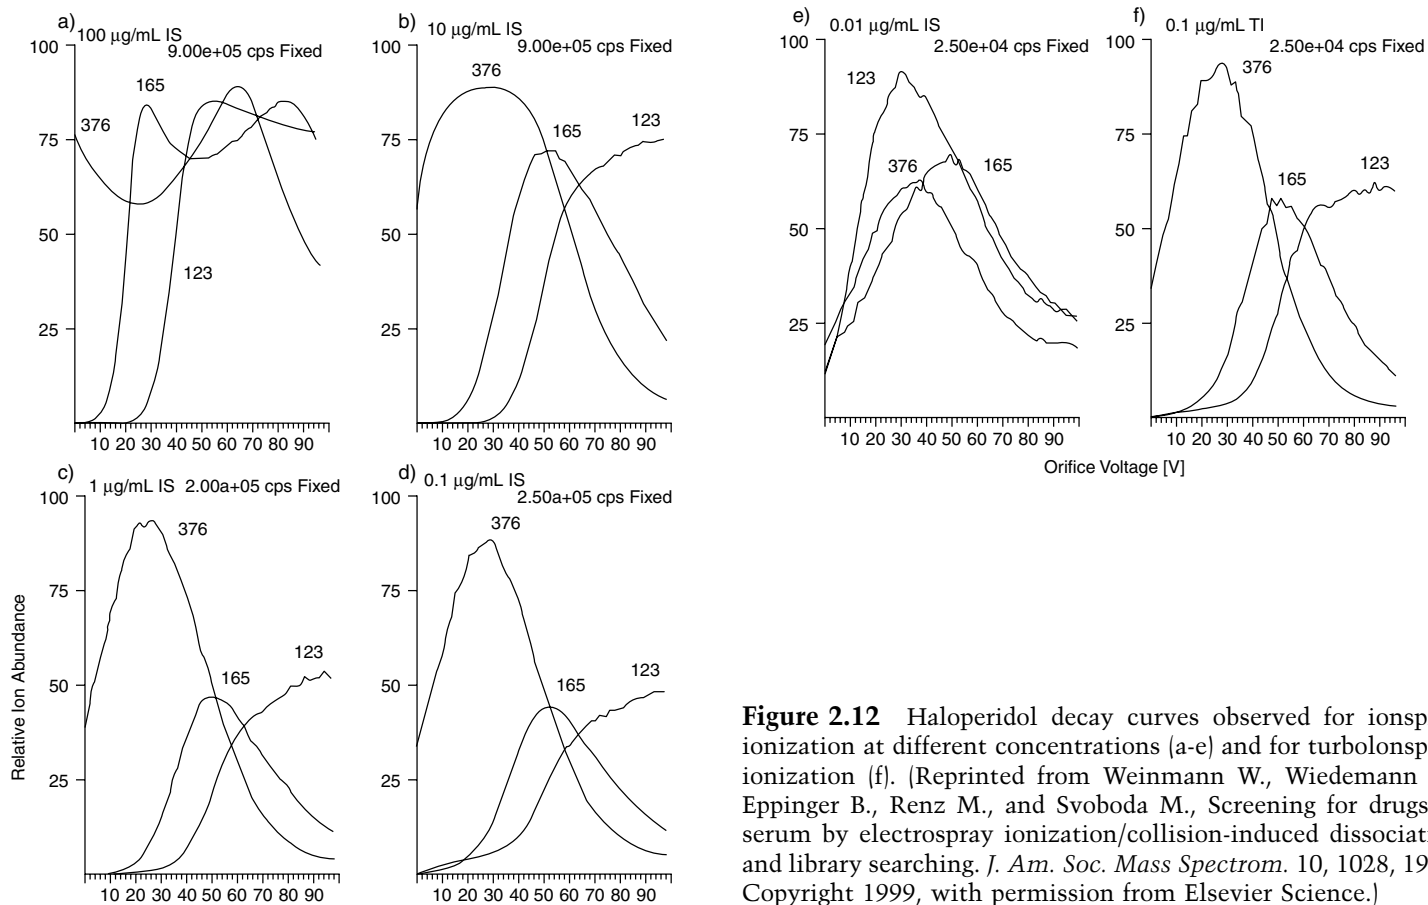 a)
100 μg/mL IS
9.00e+05 cps Fixed
100
75
50
25
376
165
123
10 20 30 40 50 60 70 80 90
b)
10 μg/mL IS
9.00e+05 cps Fixed
100
75
50
25
376
165
123
10 20 30 40 50 60 70 80 90
e)
0.01 μg/mL IS
2.50e+04 cps Fixed
100
75
50
25
123
376
165
10 20 30 40 50 60 70 80 90
f)
0.1 μg/mL TI
2.50e+04 cps Fixed
100
75
50
25
376
165
123
10 20 30 40 50 60 70 80 90
Orifice Voltage [V]
c)
1 μg/mL IS 2.00a+05 cps Fixed
100
75
50
25
376
165
123
10 20 30 40 50 60 70 80 90
d)
0.1 μg/mL IS
2.50a+05 cps Fixed
100
75
50
25
376
165
123
10 20 30 40 50 60 70 80 90
Relative Ion Abundance
Figure 2.12 Haloperidol decay curves observed for ionsp
ionization at different concentrations (a-e) and for turbolonsp
ionization (f). (Reprinted from Weinmann W., Wiedemann
Eppinger B., Renz M., and Svoboda M., Screening for drugs
serum by electrospray ionization/collision-induced dissociat
and library searching. J. Am. Soc. Mass Spectrom. 10, 1028, 19
Copyright 1999, with permission from Elsevier Science.)